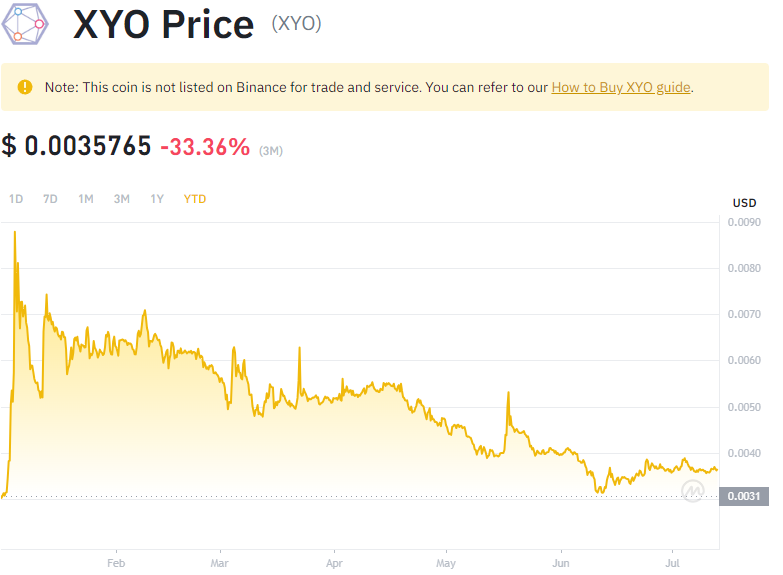 XYO Price (XYO)
Note: This coin is not listed on Binance for trade and service. You can refer to our How to Buy XYO guide.
$ 0.0035765 -33.36% (3M)
1D 7D 1M 3M 1Y YTD
USD
0.0090
0.0080
0.0070
0.0060
0.0050
0.0040
0.0031
Feb Mar Apr May Jun Jul